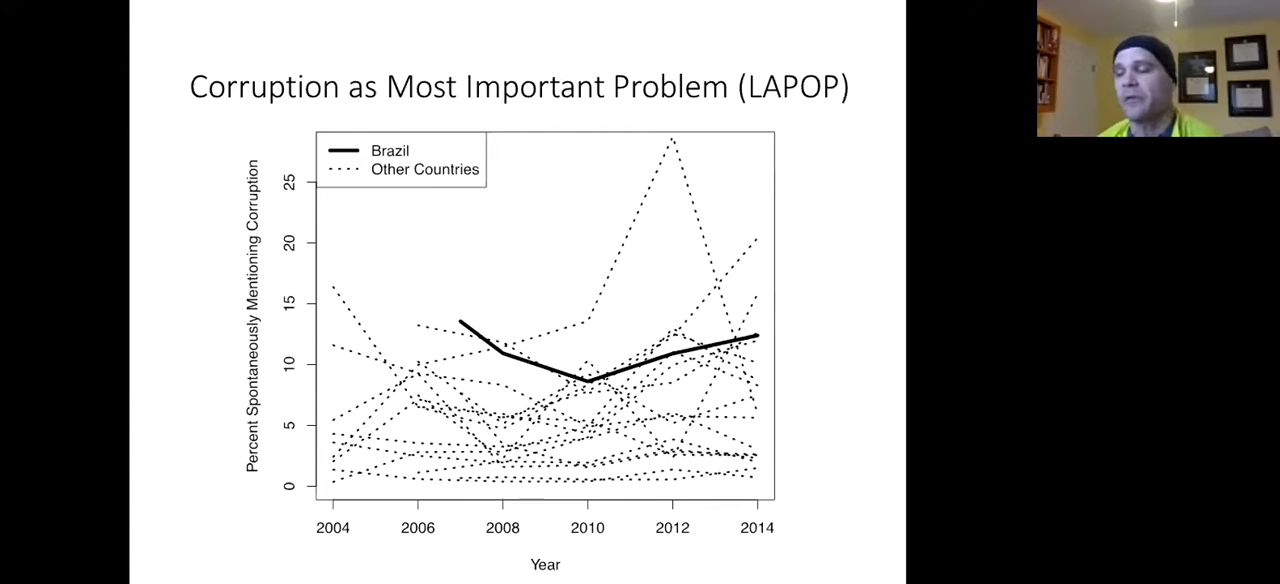 Corruption as Most Important Problem (LAPOP)
Brazil
Other Countries
Percent Spontaneously Mentioning Corruption
25
20
15
10
5
0
2004 2006 2008 2010 2012 2014
Year